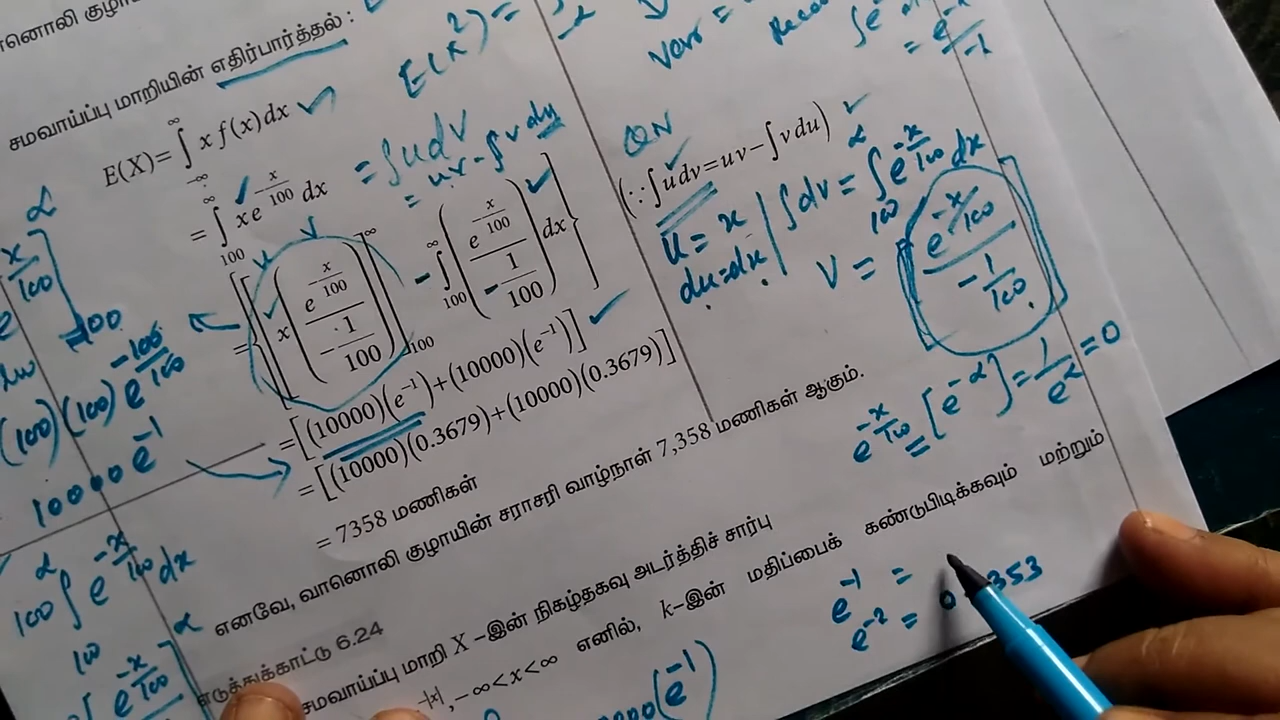 சமவாய்ப்பு மாறியின் எதிர்பார்த்தல் :
E(X²) =
Var =
E(X) = ∫_{-∞}^{∞} x f(x) dx
= ∫udv
= uv - ∫v du
(∵ ∫u dv = uv − ∫v du)
= ∫_{100}^{∞} x e^{-x/100} dx
u = x
du = dx
∫dv = ∫_{100}^{∝} e^{-x/100} dx
v = [e^{-x/100} / -1/100]
= {[x (e^{-x/100} / -1/100)]_{100}^{∞} - ∫_{100}^{∞} (e^{-x/100} / -1/100) dx}
(100)(100) e^{-100/100}
10000 e^{-1}
= [(10000)(e^{-1}) + (10000)(e^{-1})]
= [(10000)(0.3679) + (10000)(0.3679)]
e^{-x/100} = [e^{-∝}] = 1/e^{∝} = 0
= 7358 மணிகள்
எனவே, வானொலி குழாயின் சராசரி வாழ்நாள் 7,358 மணிகள் ஆகும்.
100 ∫_{100}^{∝} e^{-x/100} dx
எடுத்துக்காட்டு 6.24
சமவாய்ப்பு மாறி X –இன் நிகழ்தகவு அடர்த்திச் சார்பு
-|x|, −∞ < x < ∞ எனில், k–இன் மதிப்பைக் கண்டுபிடிக்கவும் மற்றும்
e^{-1} =
e^{-2} =
(e^{-1})